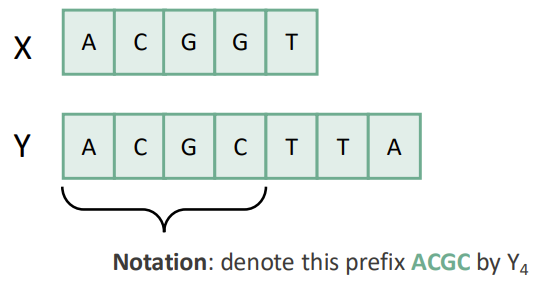 X A C G G T
Y A C G C T T A
Notation: denote this prefix ACGC by Y₄